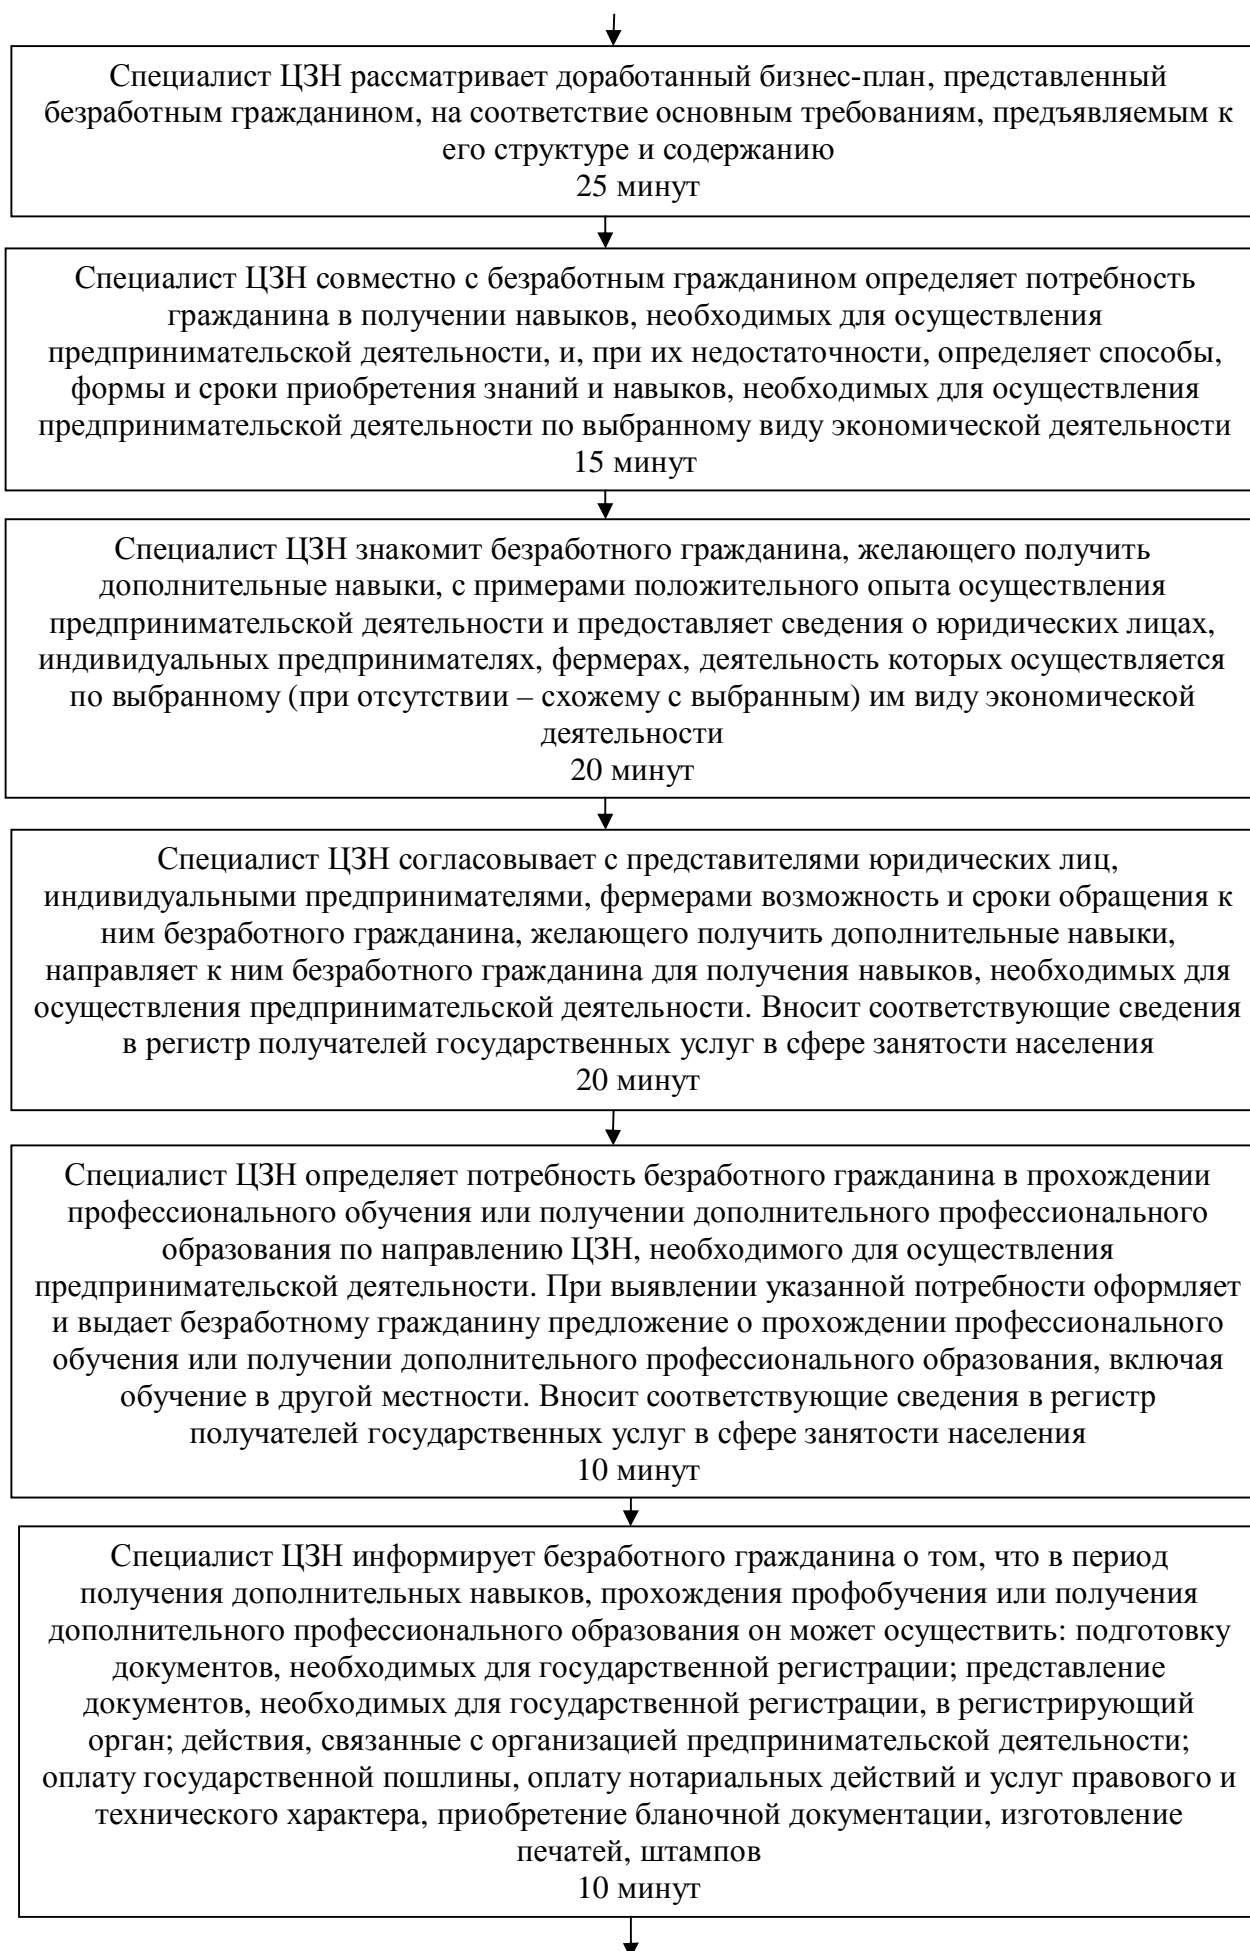 Специалист ЦЗН рассматривает доработанный бизнес-план, представленный
безработным гражданином, на соответствие основным требованиям, предъявляемым к
его структуре и содержанию
25 минут
Специалист ЦЗН совместно с безработным гражданином определяет потребность
гражданина в получении навыков, необходимых для осуществления
предпринимательской деятельности, и, при их недостаточности, определяет способы,
формы и сроки приобретения знаний и навыков, необходимых для осуществления
предпринимательской деятельности по выбранному виду экономической деятельности
15 минут
Специалист ЦЗН знакомит безработного гражданина, желающего получить
дополнительные навыки, с примерами положительного опыта осуществления
предпринимательской деятельности и предоставляет сведения о юридических лицах,
индивидуальных предпринимателях, фермерах, деятельность которых осуществляется
по выбранному (при отсутствии – схожему с выбранным) им виду экономической
деятельности
20 минут
Специалист ЦЗН согласовывает с представителями юридических лиц,
индивидуальными предпринимателями, фермерами возможность и сроки обращения к
ним безработного гражданина, желающего получить дополнительные навыки,
направляет к ним безработного гражданина для получения навыков, необходимых для
осуществления предпринимательской деятельности. Вносит соответствующие сведения
в регистр получателей государственных услуг в сфере занятости населения
20 минут
Специалист ЦЗН определяет потребность безработного гражданина в прохождении
профессионального обучения или получении дополнительного профессионального
образования по направлению ЦЗН, необходимого для осуществления
предпринимательской деятельности. При выявлении указанной потребности оформляет
и выдает безработному гражданину предложение о прохождении профессионального
обучения или получении дополнительного профессионального образования, включая
обучение в другой местности. Вносит соответствующие сведения в регистр
получателей государственных услуг в сфере занятости населения
10 минут
Специалист ЦЗН информирует безработного гражданина о том, что в период
получения дополнительных навыков, прохождения профобучения или получения
дополнительного профессионального образования он может осуществить: подготовку
документов, необходимых для государственной регистрации; представление
документов, необходимых для государственной регистрации, в регистрирующий
орган; действия, связанные с организацией предпринимательской деятельности;
оплату государственной пошлины, оплату нотариальных действий и услуг правового и
технического характера, приобретение бланочной документации, изготовление
печатей, штампов
10 минут